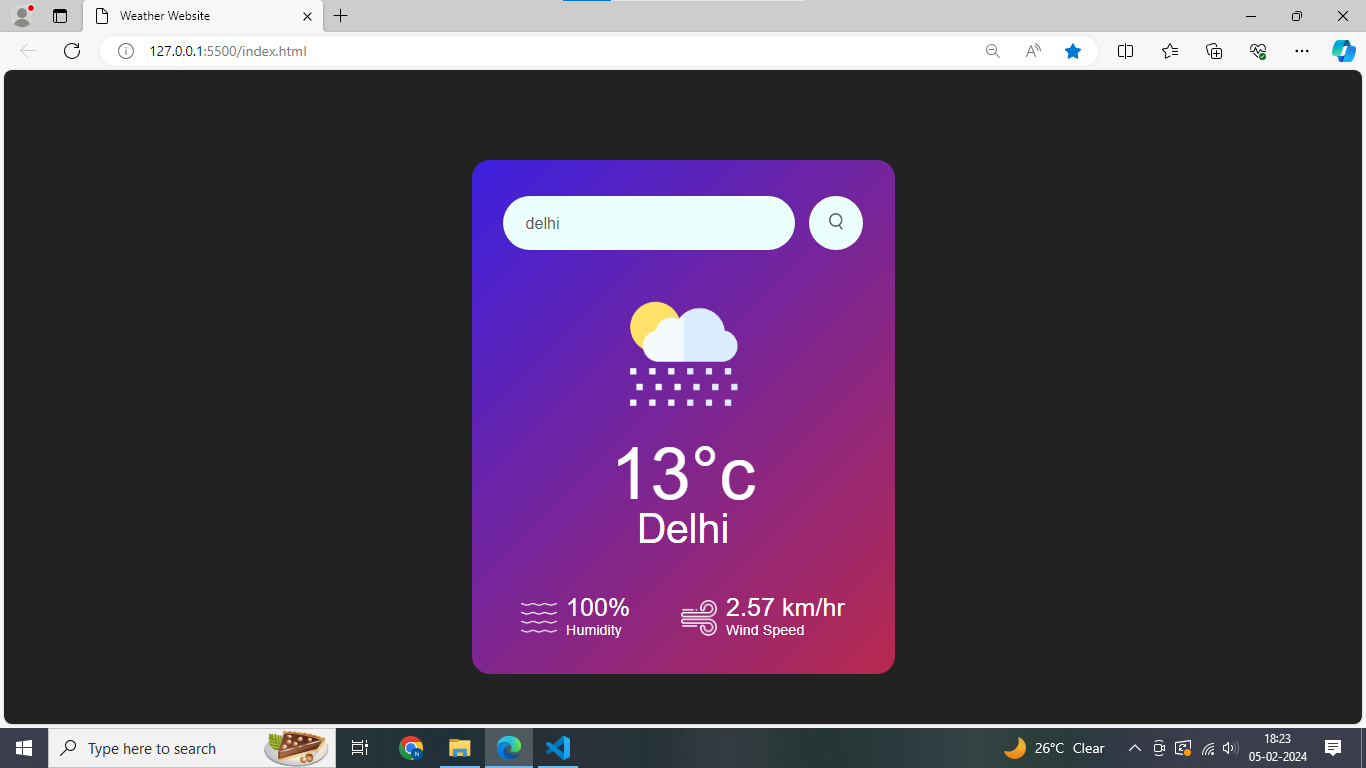 Weather Website
127.0.0.1:5500/index.html
delhi
13°c
Delhi
100%
Humidity
2.57 km/hr
Wind Speed
Type here to search
26°C Clear
18:23
05-02-2024